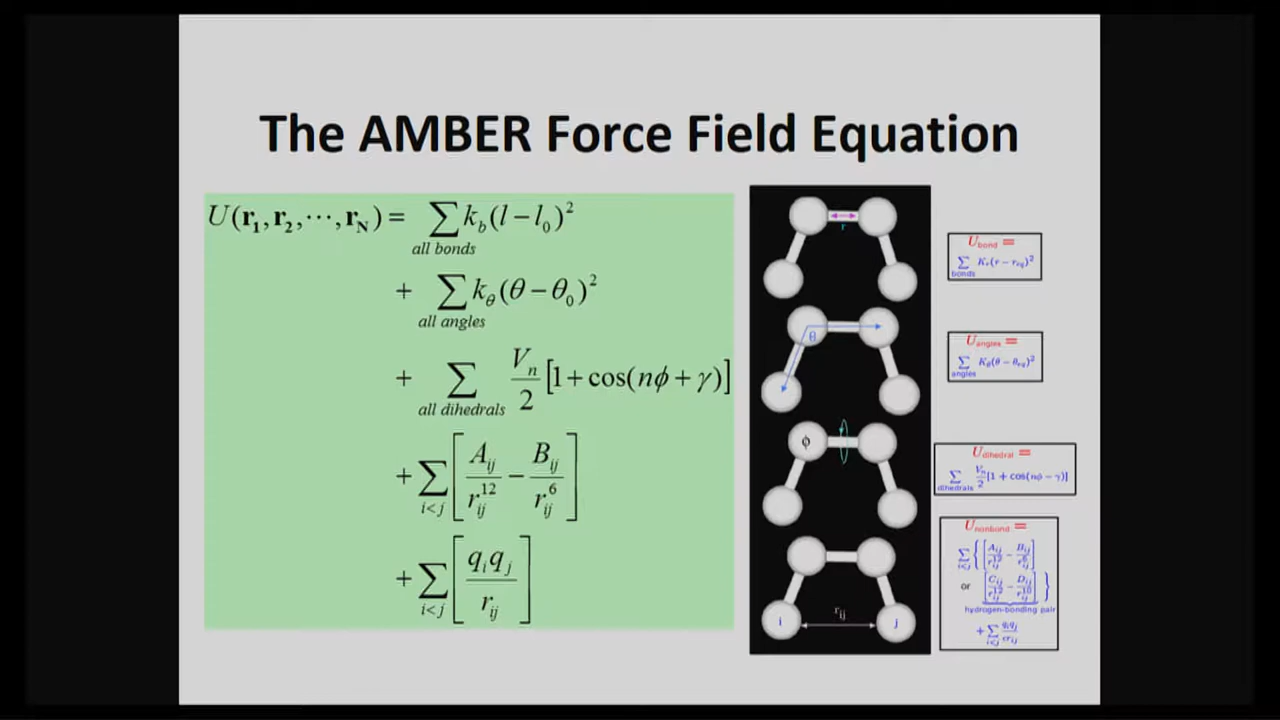 The AMBER Force Field Equation
U(r₁, r₂, ⋯, r_N) = ∑ k_b(l − l₀)²
all bonds
+ ∑ k_θ(θ − θ₀)²
all angles
+ ∑ V_n/2 [1 + cos(nϕ + γ)]
all dihedrals
+ ∑ [A_ij/r_ij¹² − B_ij/r_ij⁶]
i<j
+ ∑ [q_i q_j/r_ij]
i<j
r
θ
ϕ
r_ij
i j
U_bond =
∑ K_r(r − r_eq)²
bonds
U_angles =
∑ K_θ(θ − θ_eq)²
angles
U_dihedral =
∑ V_n/2 [1 + cos(nϕ − γ)]
dihedrals
U_nonbond =
∑ {[A_ij/r_ij¹² − B_ij/r_ij⁶]
i<j
or [C_ij/r_ij¹² − D_ij/r_ij¹⁰]}
hydrogen-bonding pair
+ ∑ q_i q_j/εr_ij
i<j